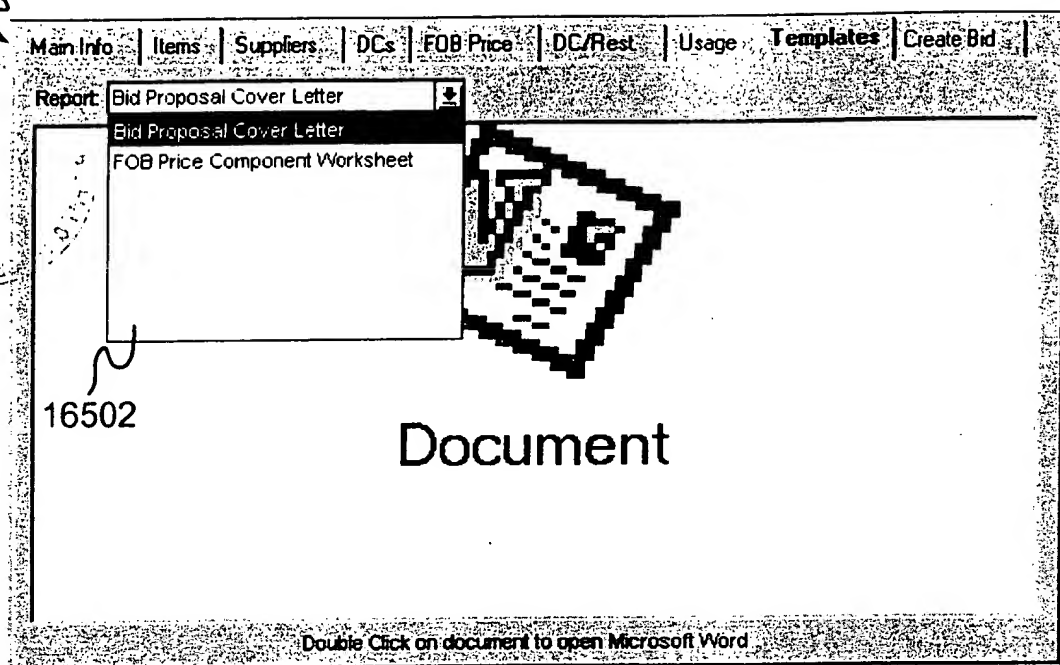 Main Info Items Suppliers DCs FOB Price DC/Rest. Usage Templates Create Bid
Report: Bid Proposal Cover Letter
Bid Proposal Cover Letter
FOB Price Component Worksheet
16502
Document
Double Click on document to open Microsoft Word